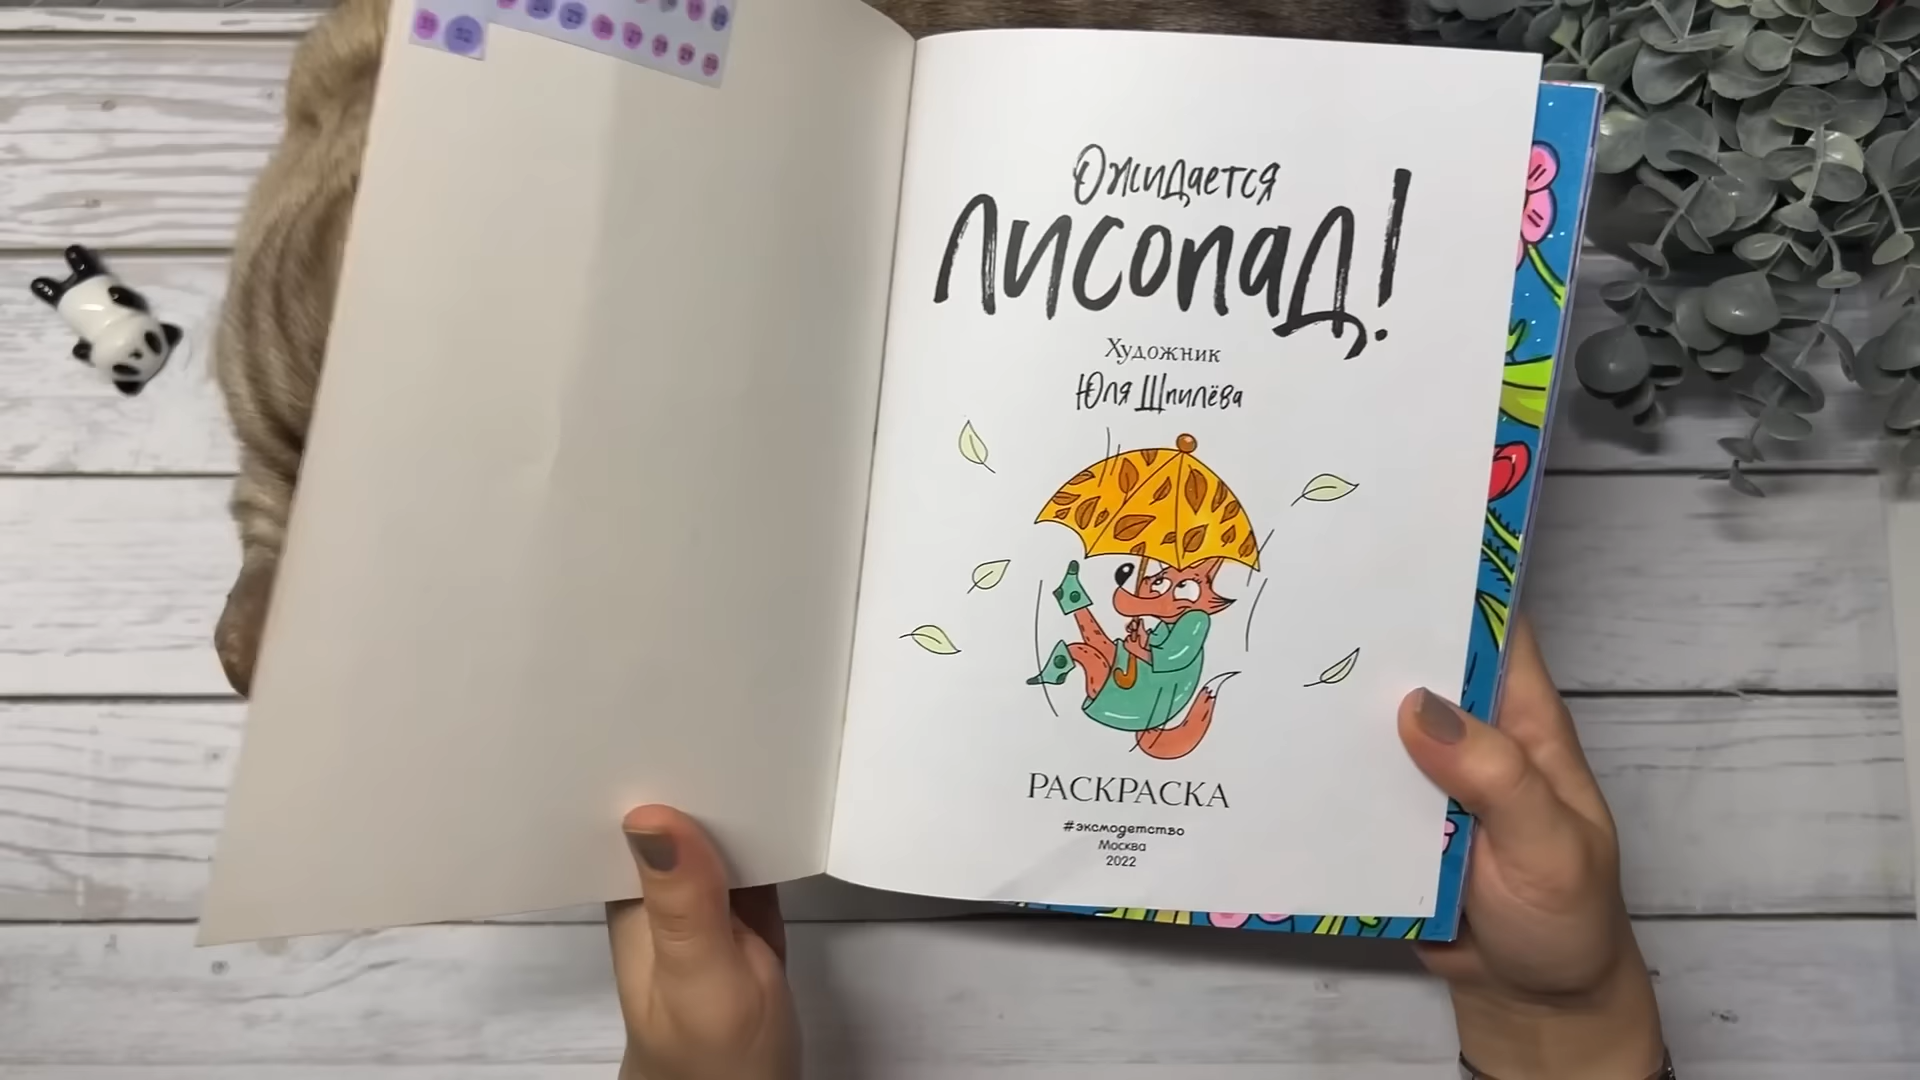 Ожидается
Лисопад!
Художник
Юля Шпилёва
РАСКРАСКА
#эксмодетство
Москва
2022